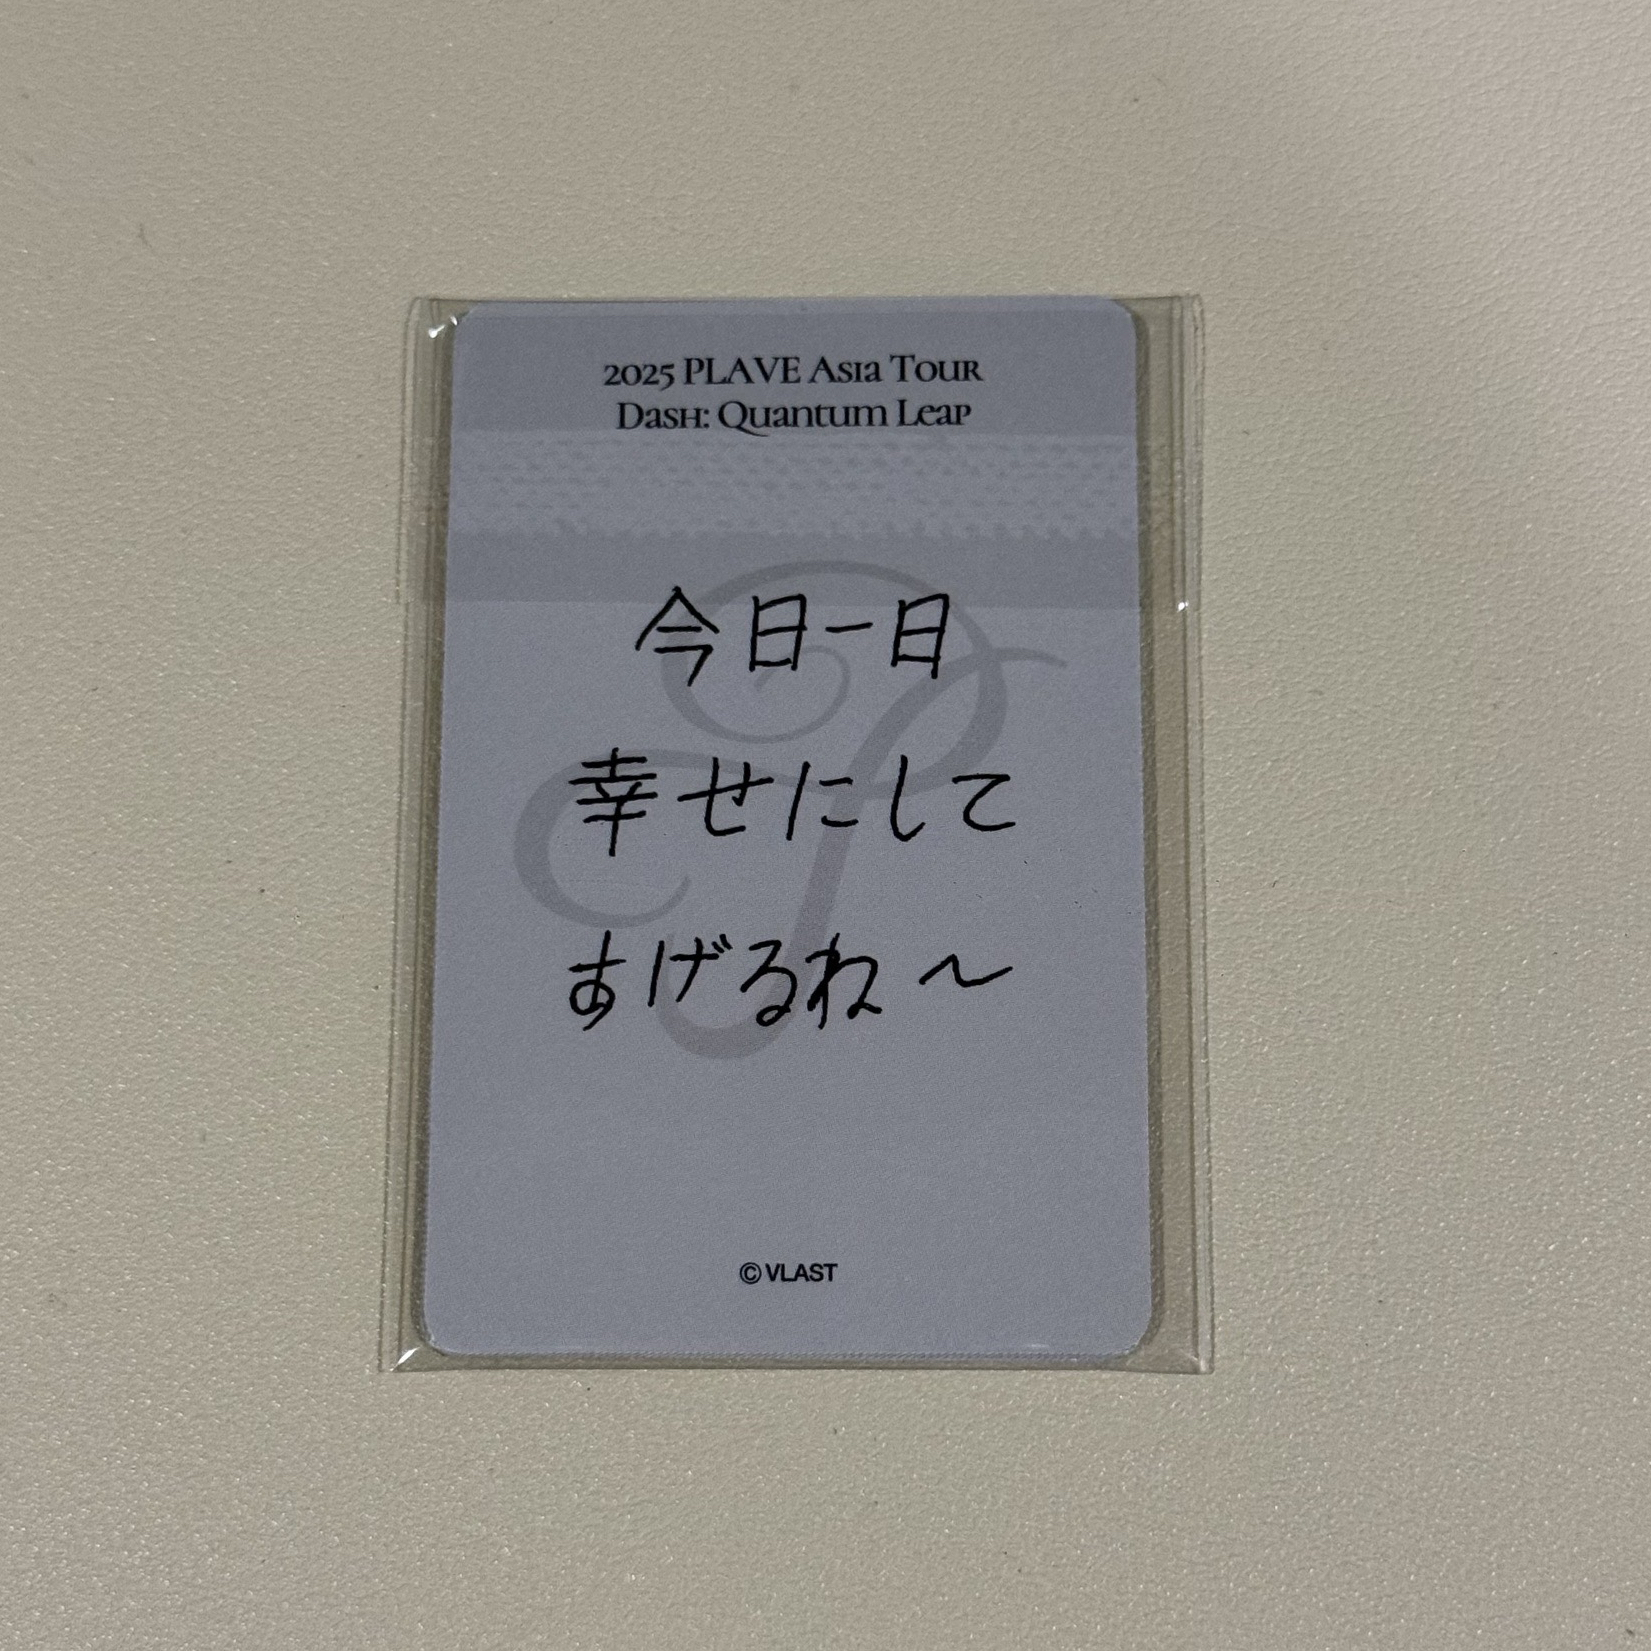 2025 PLAVE Asia Tour
Dash: Quantum Leap
今日一日
幸せにして
あげるね～
© VLAST